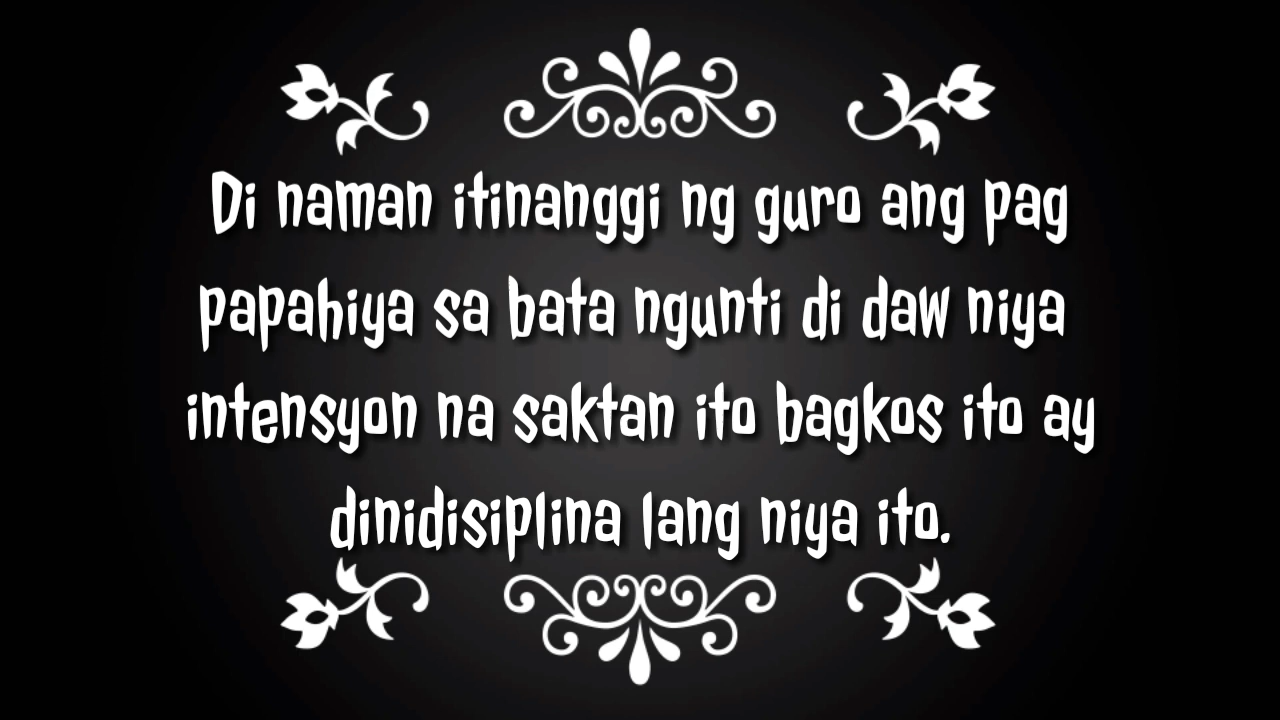 Di naman itinanggi ng guro ang pag
papahiya sa bata ngunti di daw niya
intensyon na saktan ito bagkos ito ay
dinidisiplina lang niya ito.